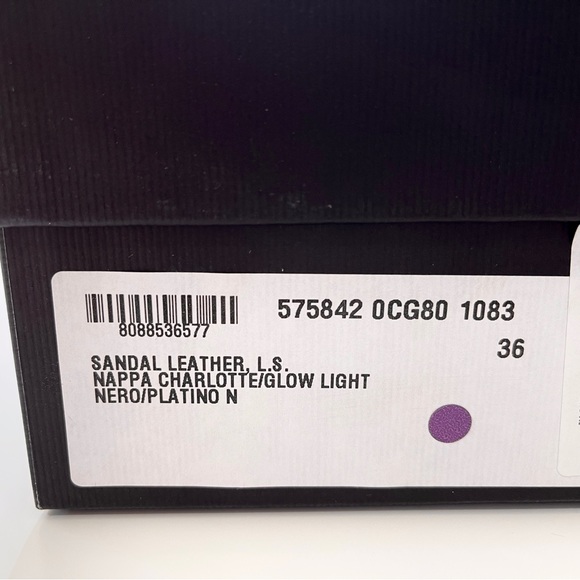 575842 0CG80 1083
8088536577
36
SANDAL LEATHER, L.S.
NAPPA CHARLOTTE/GLOW LIGHT
NERO/PLATINO N